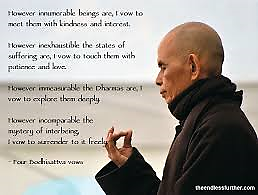 However innumerable beings are, I vow to
meet them with kindness and interest.
However inexhaustible the states of
suffering are, I vow to touch them with
patience and love.
However immeasurable the Dharmas are, I
vow to explore them deeply.
However incomparable the
mystery of interbeing,
I vow to surrender to it freely.
- Four Bodhisattva vows
theendlessfurther.com